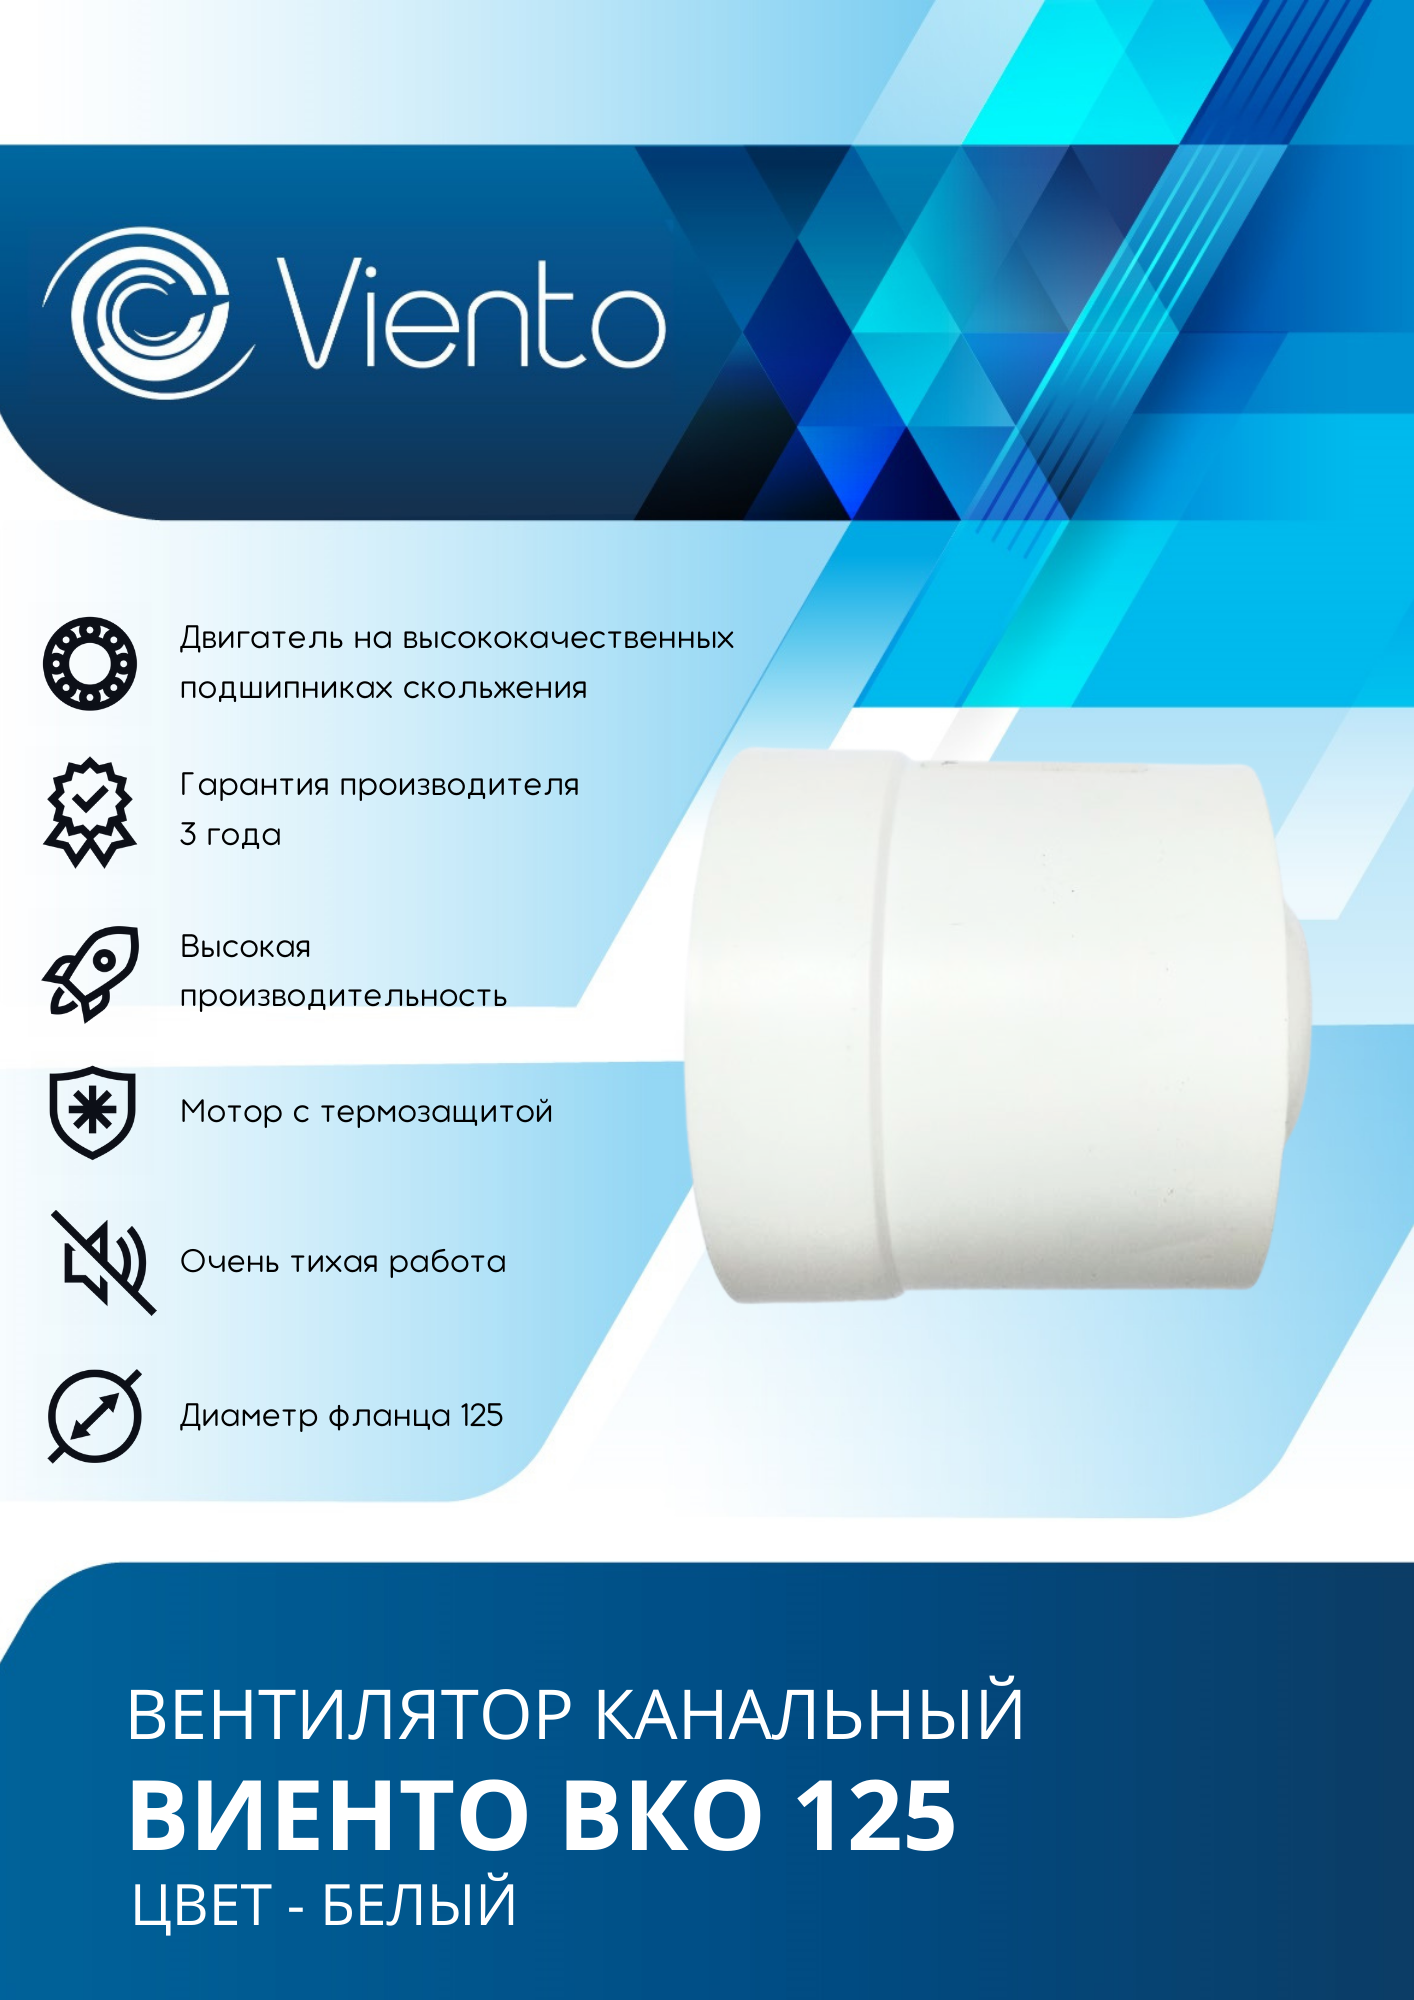 Viento
Двигатель на высококачественных
подшипниках скольжения
Гарантия производителя
3 года
Высокая
производительность
Мотор с термозащитой
Очень тихая работа
Диаметр фланца 125
ВЕНТИЛЯТОР КАНАЛЬНЫЙ
ВИЕНТО ВКО 125
ЦВЕТ - БЕЛЫЙ